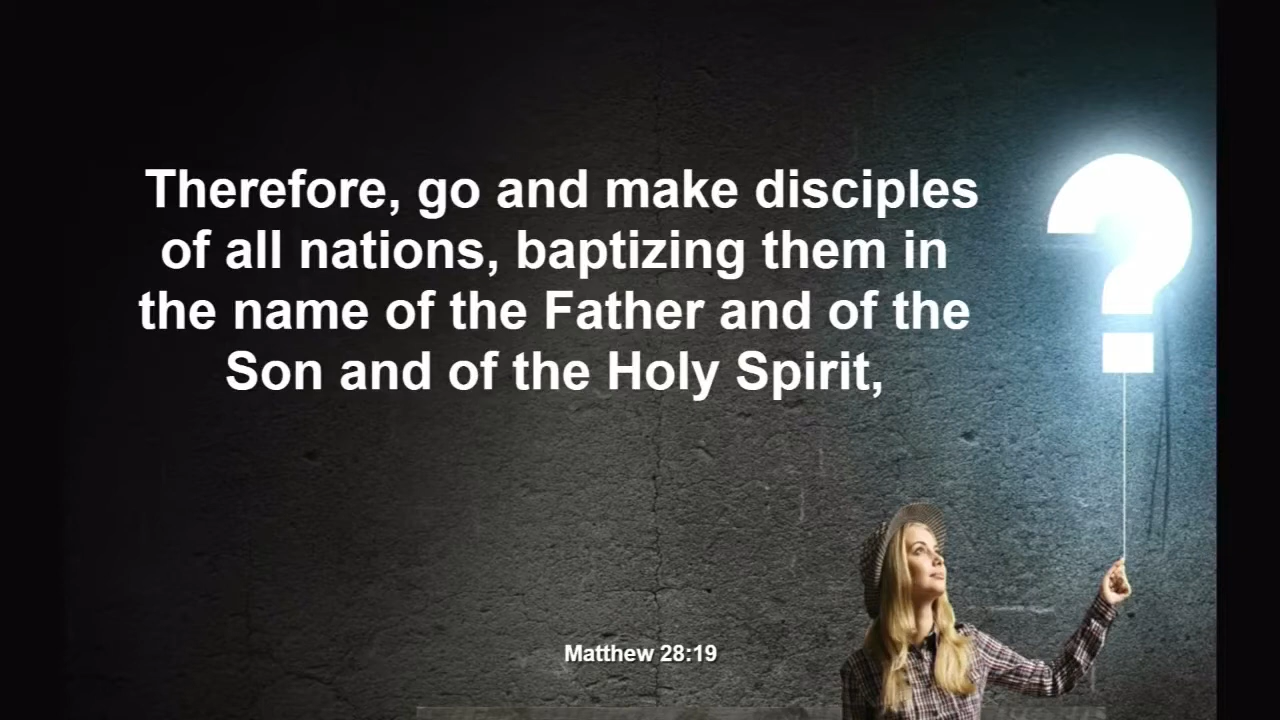 Therefore, go and make disciples
of all nations, baptizing them in
the name of the Father and of the
Son and of the Holy Spirit,
?
Matthew 28:19